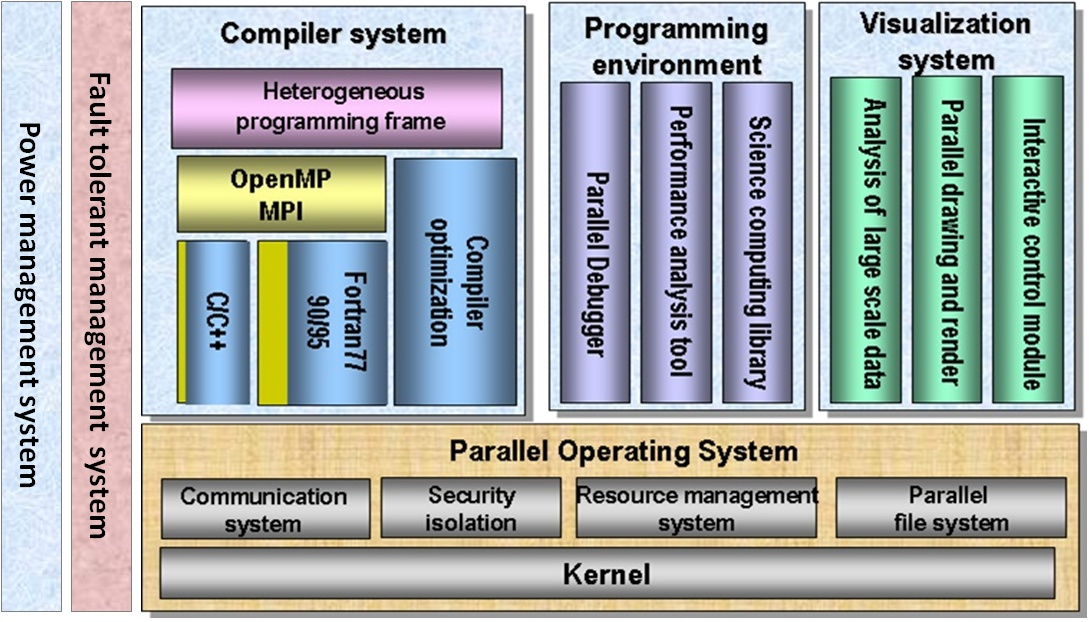 Power management system
Fault tolerant management system
Compiler system
Heterogeneous
programming frame
OpenMP
MPI
C/C++
Fortran77
90/95
Compiler
optimization
Programming
environment
Parallel Debugger
Performance analysis tool
Science computing library
Visualization
system
Analysis of large scale data
Parallel drawing and render
Interactive control module
Parallel Operating System
Communication
system
Security
isolation
Resource management
system
Parallel
file system
Kernel